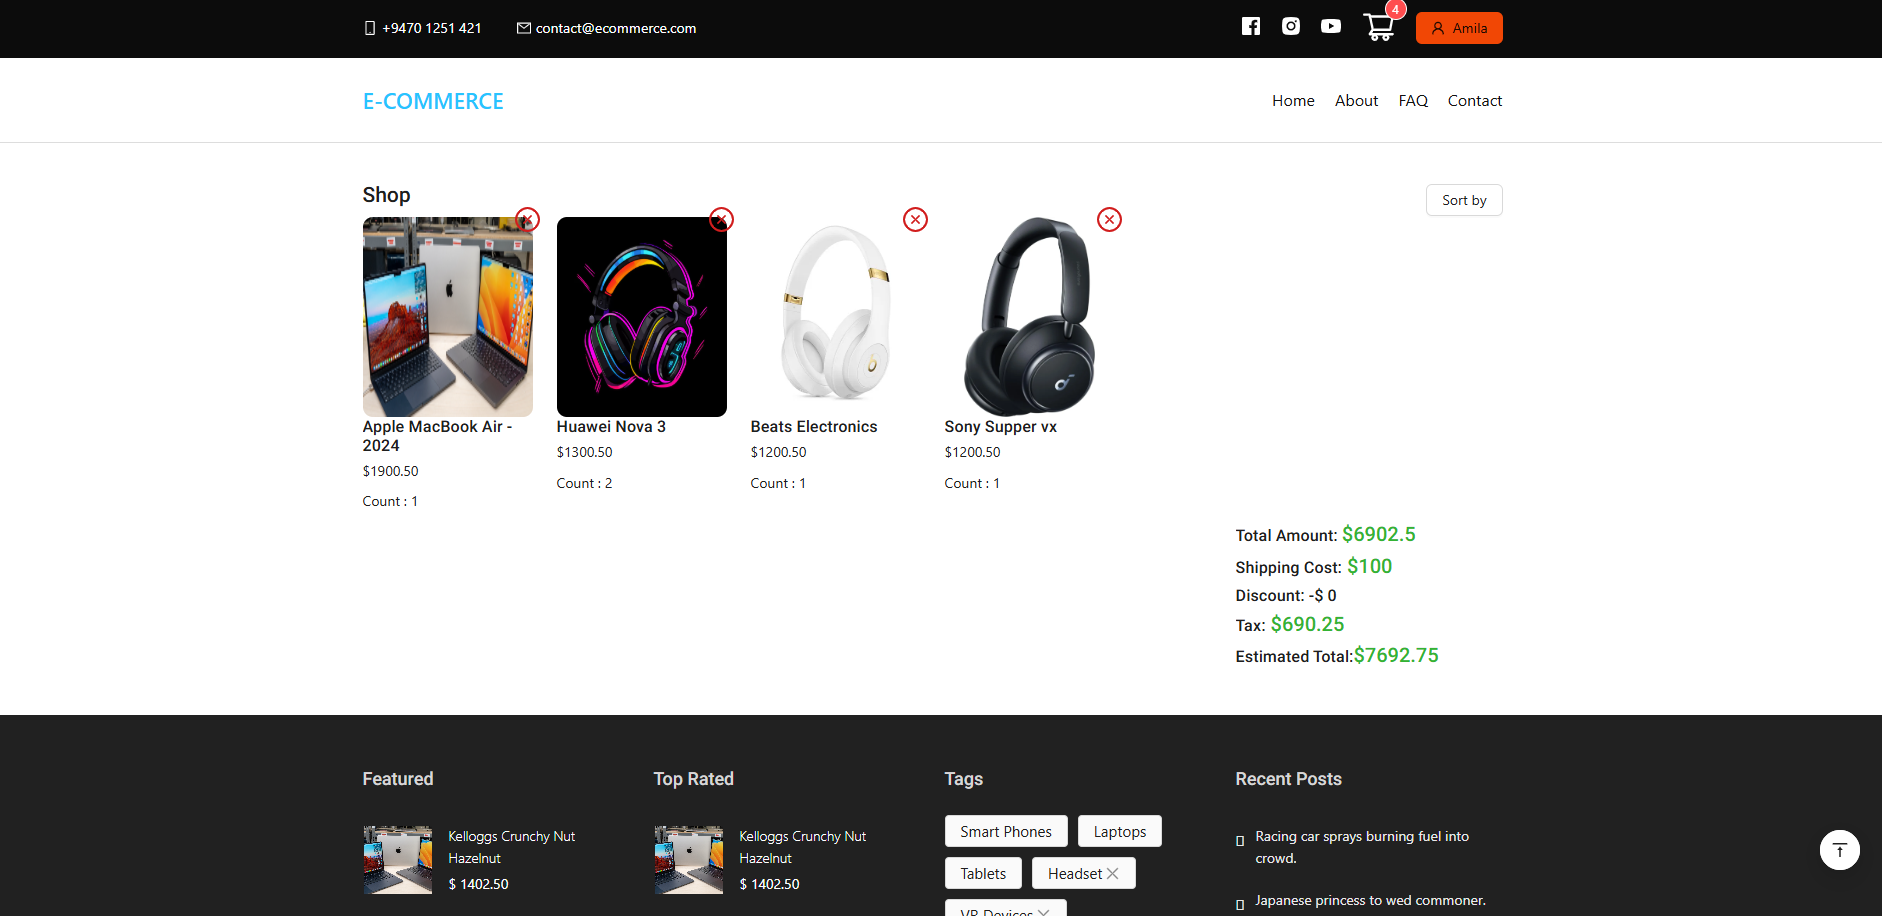 +9470 1251 421
contact@ecommerce.com
4
Amila
E-COMMERCE
Home
About
FAQ
Contact
Shop
Sort by
Apple MacBook Air -
2024
$1900.50
Count : 1
Huawei Nova 3
$1300.50
Count : 2
Beats Electronics
$1200.50
Count : 1
Sony Supper vx
$1200.50
Count : 1
Total Amount: $6902.5
Shipping Cost: $100
Discount: -$ 0
Tax: $690.25
Estimated Total:$7692.75
Featured
Kelloggs Crunchy Nut
Hazelnut
$ 1402.50
Top Rated
Kelloggs Crunchy Nut
Hazelnut
$ 1402.50
Tags
Smart Phones
Laptops
Tablets
Headset
VR Devices
Recent Posts
Racing car sprays burning fuel into
crowd.
Japanese princess to wed commoner.